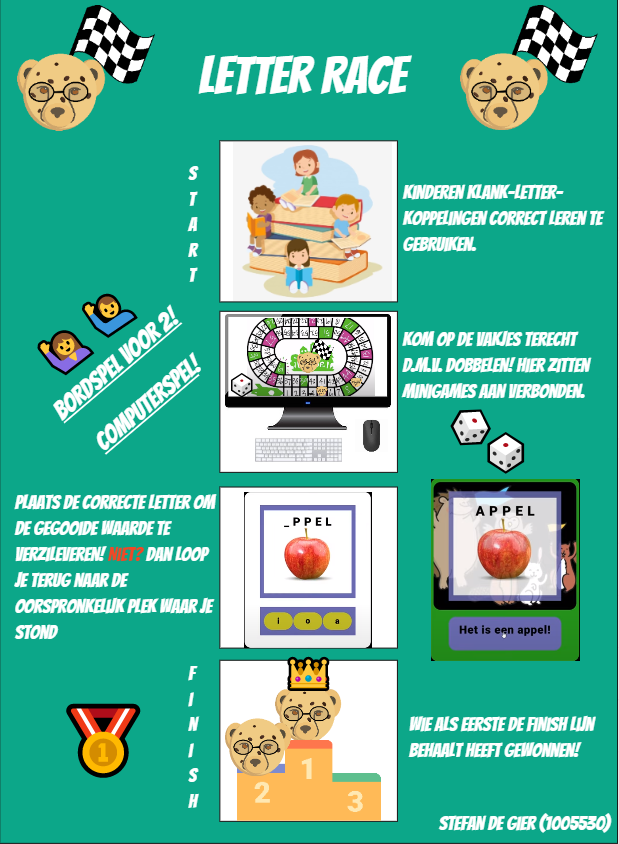 LETTER RACE
START
KINDEREN KLANK-LETTER-
KOPPELINGEN CORRECT LEREN TE
GEBRUIKEN.
BORDSPEL VOOR 2!
COMPUTERSPEL!
KOM OP DE VAKJES TERECHT
D.M.V. DOBBELEN! HIER ZITTEN
MINIGAMES AAN VERBONDEN.
PLAATS DE CORRECTE LETTER OM
DE GEGOOIDE WAARDE TE
VERZILEVEREN! NIET? DAN LOOP
JE TERUG NAAR DE
OORSPRONKELIJK PLEK WAAR JE
STOND
_PPEL
i o a
APPEL
Het is een appel!
FINISH
1
1
2
3
WIE ALS EERSTE DE FINISH LIJN
BEHAALT HEEFT GEWONNEN!
STEFAN DE GIER (1005530)